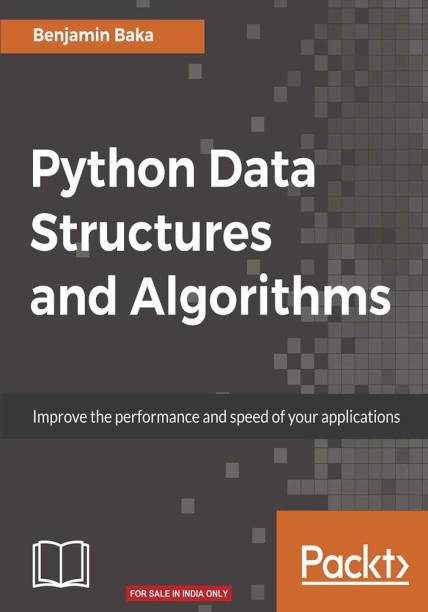 Benjamin Baka
Python Data
Structures
and Algorithms
Improve the performance and speed of your applications
Packt>
FOR SALE IN INDIA ONLY